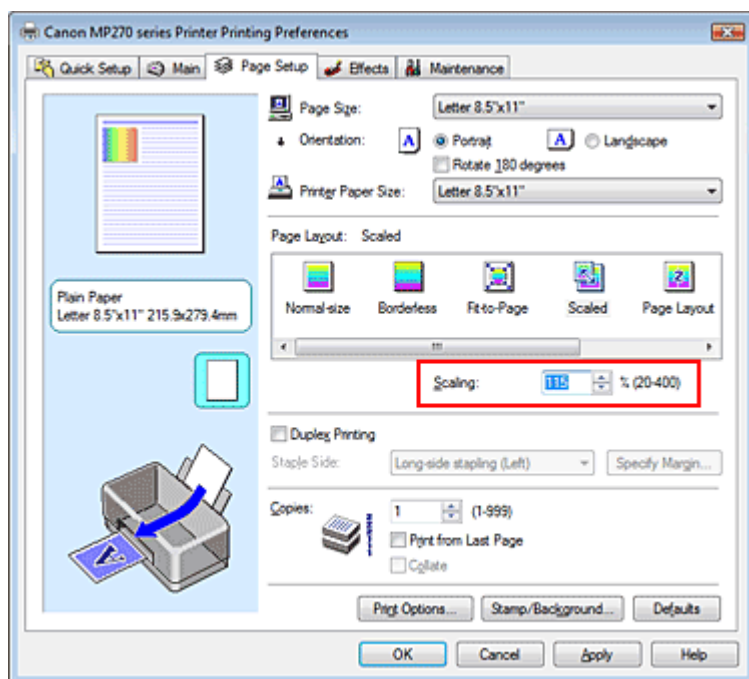 Canon MP270 series Printer Printing Preferences
Quick Setup Main Page Setup Effects Maintenance
Page Size: Letter 8.5"x11"
Orientation: A Portrait A Landscape
Rotate 180 degrees
Printer Paper Size: Letter 8.5"x11"
Page Layout: Scaled
Normal-size Borderless Fit-to-Page Scaled Page Layout
Plain Paper
Letter 8.5"x11" 215.9x279.4mm
Scaling: 115 % (20-400)
Duplex Printing
Staple Side: Long-side stapling (Left) Specify Margin...
Copies: 1 (1-999)
Print from Last Page
Collate
Print Options... Stamp/Background... Defaults
OK Cancel Apply Help